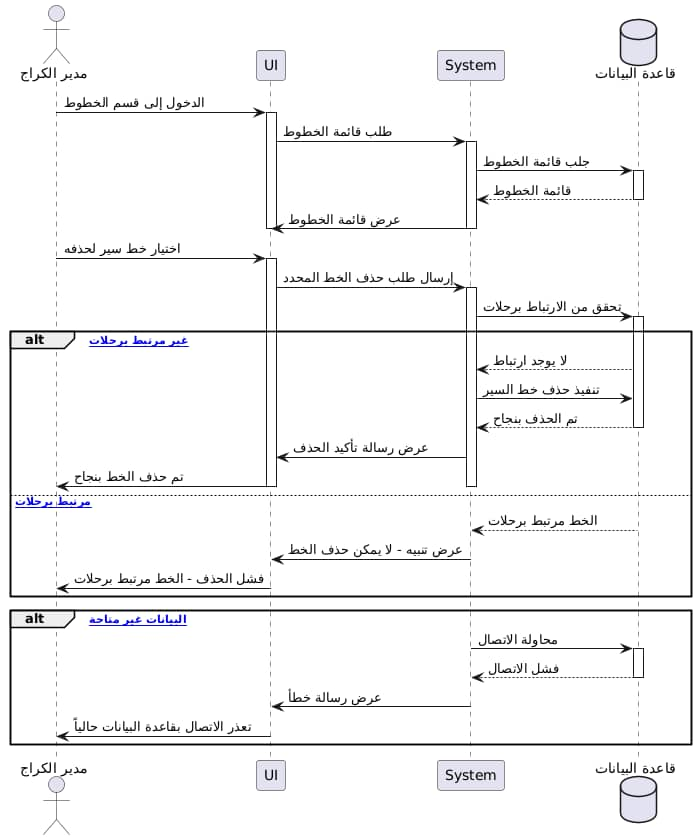 مدير الكراج
UI
System
قاعدة البيانات
الدخول إلى قسم الخطوط
طلب قائمة الخطوط
جلب قائمة الخطوط
قائمة الخطوط
عرض قائمة الخطوط
اختيار خط سير لحذفه
إرسال طلب حذف الخط المحدد
تحقق من الارتباط برحلات
alt
غير مرتبط برحلات
لا يوجد ارتباط
تنفيذ حذف خط السير
تم الحذف بنجاح
عرض رسالة تأكيد الحذف
تم حذف الخط بنجاح
مرتبط برحلات
الخط مرتبط برحلات
عرض تنبيه - لا يمكن حذف الخط
فشل الحذف - الخط مرتبط برحلات
alt
البيانات غير متاحة
محاولة الاتصال
فشل الاتصال
عرض رسالة خطأ
تعذر الاتصال بقاعدة البيانات حالياً
مدير الكراج
UI
System
قاعدة البيانات